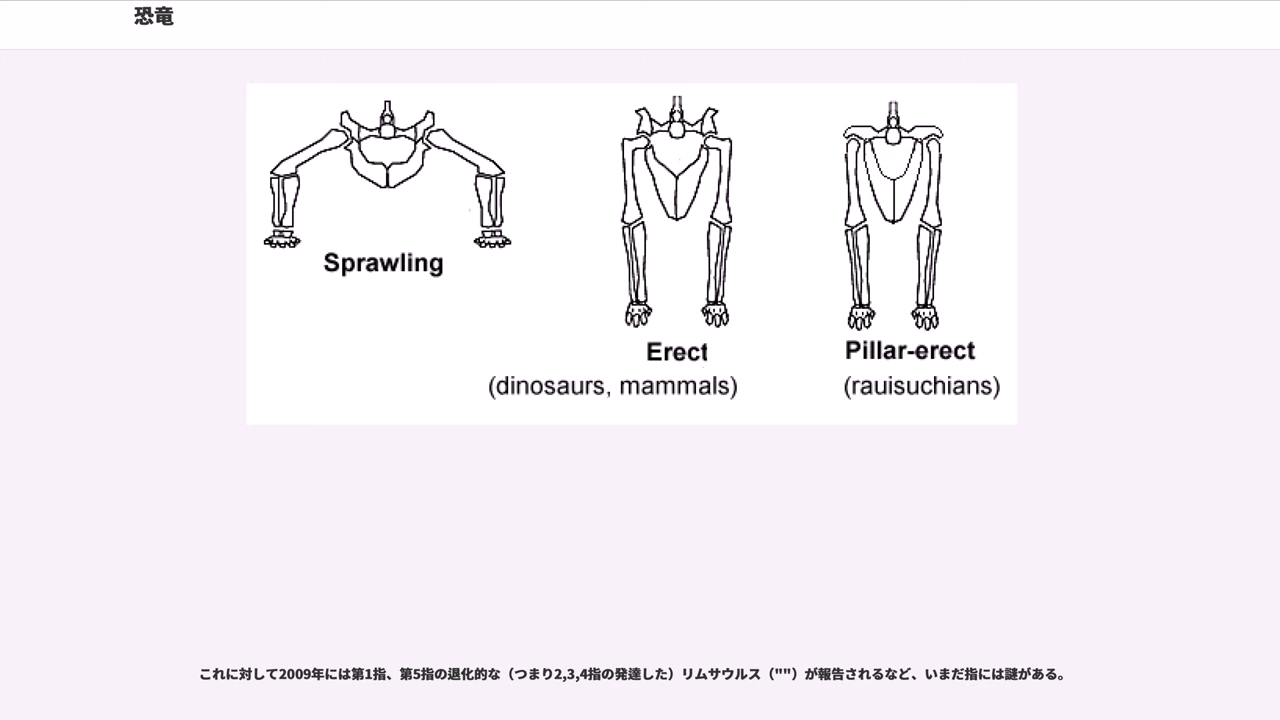 恐竜
Sprawling
Erect
(dinosaurs, mammals)
Pillar-erect
(rauisuchians)
これに対して2009年には第1指、第5指の退化的な（つまり2,3,4指の発達した）リムサウルス（""）が報告されるなど、いまだ指には謎がある。